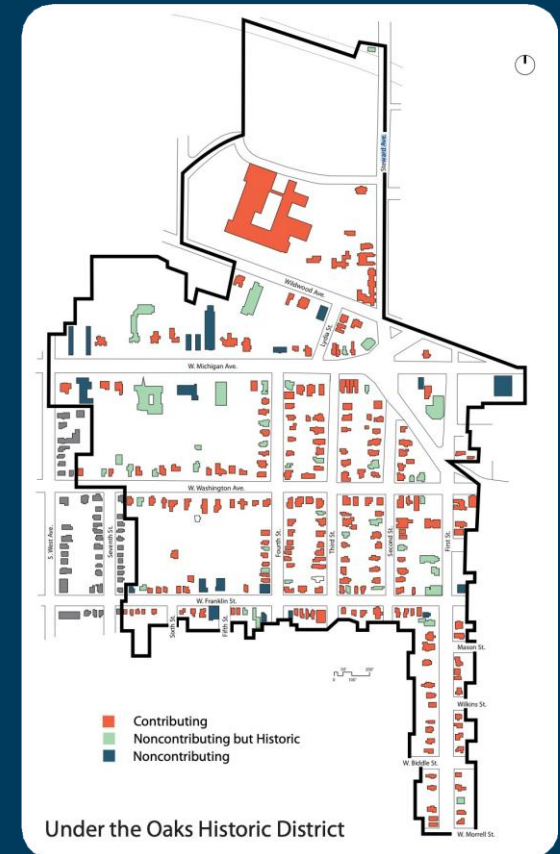 Steward Ave.
Wildwood Ave.
Lydia St.
W. Michigan Ave.
W. Washington Ave.
S. West Ave.
Seventh St.
Fourth St.
Third St.
Second St.
First St.
W. Franklin St.
Sixth St.
Fifth St.
Mason St.
Wilkins St.
W. Biddle St.
W. Morrell St.
Contributing
Noncontributing but Historic
Noncontributing
Under the Oaks Historic District